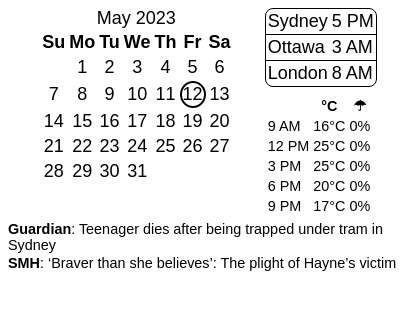 May 2023
Su Mo Tu We Th Fr Sa
1 2 3 4 5 6
7 8 9 10 11 12 13
14 15 16 17 18 19 20
21 22 23 24 25 26 27
28 29 30 31
Sydney 5 PM
Ottawa 3 AM
London 8 AM
°C ☂
9 AM 16°C 0%
12 PM 25°C 0%
3 PM 25°C 0%
6 PM 20°C 0%
9 PM 17°C 0%
Guardian: Teenager dies after being trapped under tram in
Sydney
SMH: ‘Braver than she believes’: The plight of Hayne’s victim